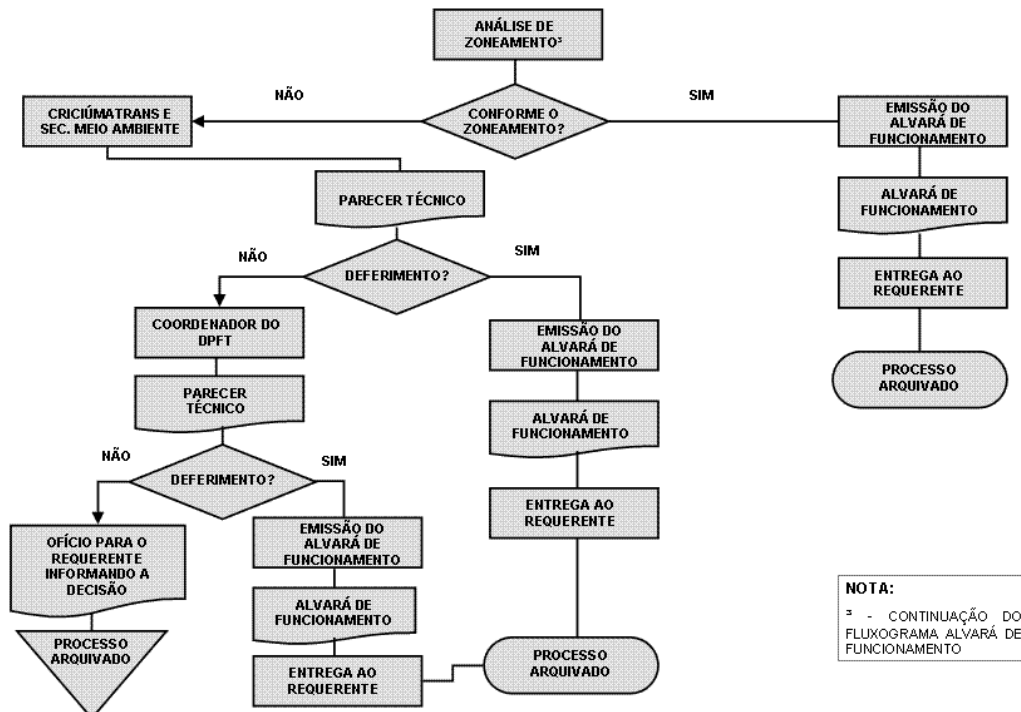 ANÁLISE DE
ZONEAMENTO³
NÃO
SIM
CONFORME O
ZONEAMENTO?
CRICIÚMATRANS E
SEC. MEIO AMBIENTE
EMISSÃO DO
ALVARÁ DE
FUNCIONAMENTO
PARECER TÉCNICO
ALVARÁ DE
FUNCIONAMENTO
NÃO
SIM
DEFERIMENTO?
ENTREGA AO
REQUERENTE
COORDENADOR DO
DPFT
EMISSÃO DO
ALVARÁ DE
FUNCIONAMENTO
PROCESSO
ARQUIVADO
PARECER
TÉCNICO
ALVARÁ DE
FUNCIONAMENTO
NÃO
SIM
DEFERIMENTO?
ENTREGA AO
REQUERENTE
OFÍCIO PARA O
REQUERENTE
INFORMANDO A
DECISÃO
EMISSÃO DO
ALVARÁ DE
FUNCIONAMENTO
ALVARÁ DE
FUNCIONAMENTO
PROCESSO
ARQUIVADO
ENTREGA AO
REQUERENTE
PROCESSO
ARQUIVADO
NOTA:
³ - CONTINUAÇÃO DO
FLUXOGRAMA ALVARÁ DE
FUNCIONAMENTO